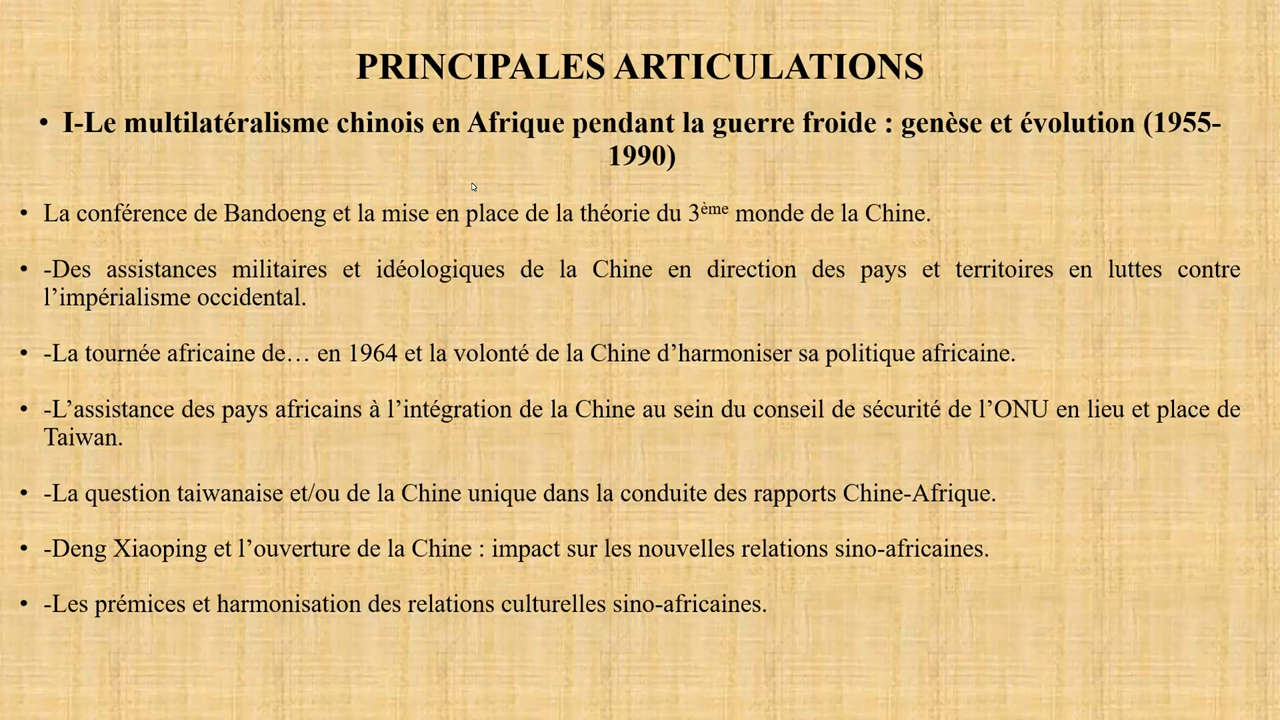 PRINCIPALES ARTICULATIONS
• I-Le multilatéralisme chinois en Afrique pendant la guerre froide : genèse et évolution (1955-
1990)
• La conférence de Bandoeng et la mise en place de la théorie du 3ème monde de la Chine.
• -Des assistances militaires et idéologiques de la Chine en direction des pays et territoires en luttes contre
l’impérialisme occidental.
• -La tournée africaine de… en 1964 et la volonté de la Chine d’harmoniser sa politique africaine.
• -L’assistance des pays africains à l’intégration de la Chine au sein du conseil de sécurité de l’ONU en lieu et place de
Taiwan.
• -La question taiwanaise et/ou de la Chine unique dans la conduite des rapports Chine-Afrique.
• -Deng Xiaoping et l’ouverture de la Chine : impact sur les nouvelles relations sino-africaines.
• -Les prémices et harmonisation des relations culturelles sino-africaines.